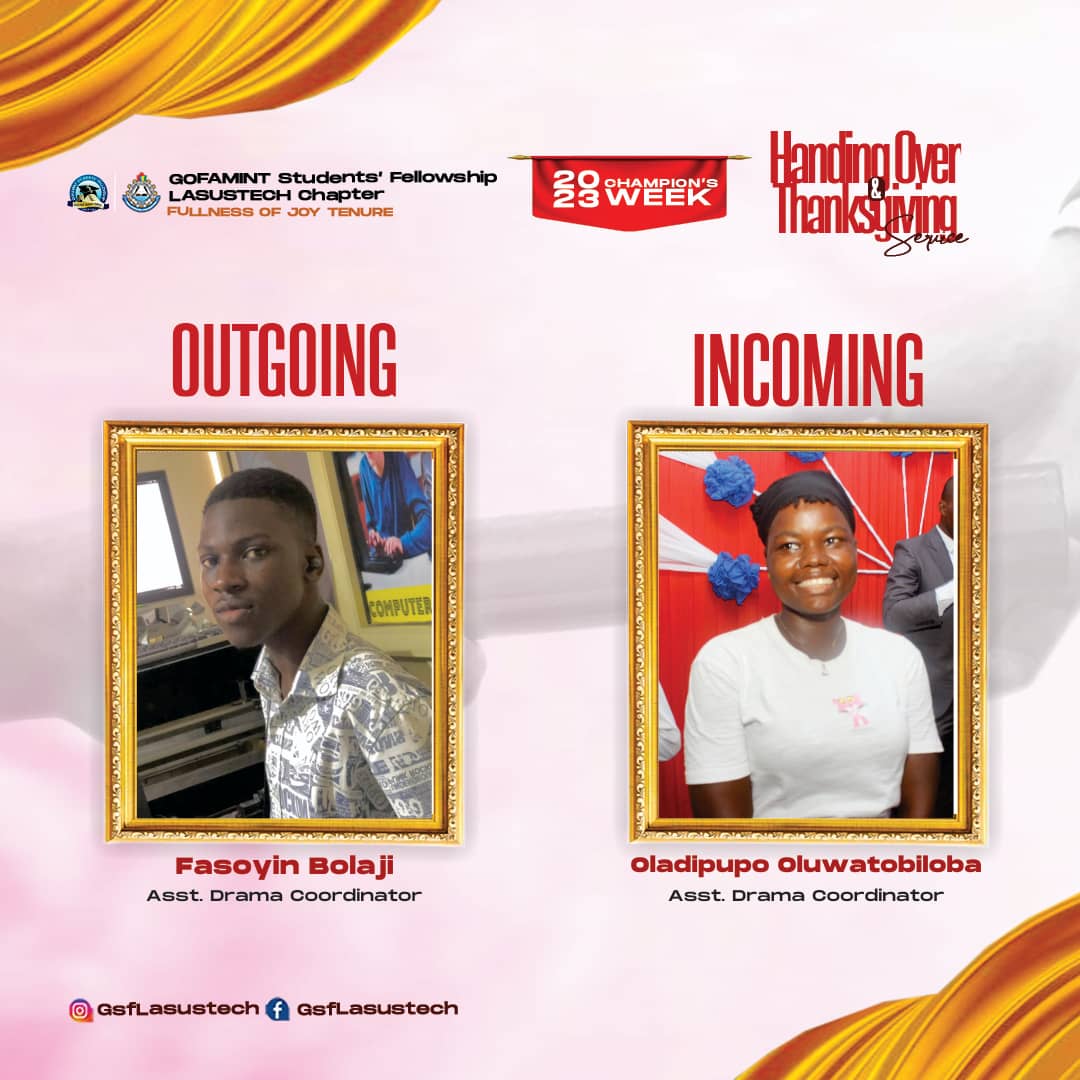 GOFAMINT Students' Fellowship
LASUSTECH Chapter
FULLNESS OF JOY TENURE
2023 CHAMPION'S WEEK
Handing Over
&
Thanksgiving
Service
OUTGOING
INCOMING
COMPUTER
Fasoyin Bolaji
Asst. Drama Coordinator
Oladipupo Oluwatobiloba
Asst. Drama Coordinator
GsfLasustech
GsfLasustech